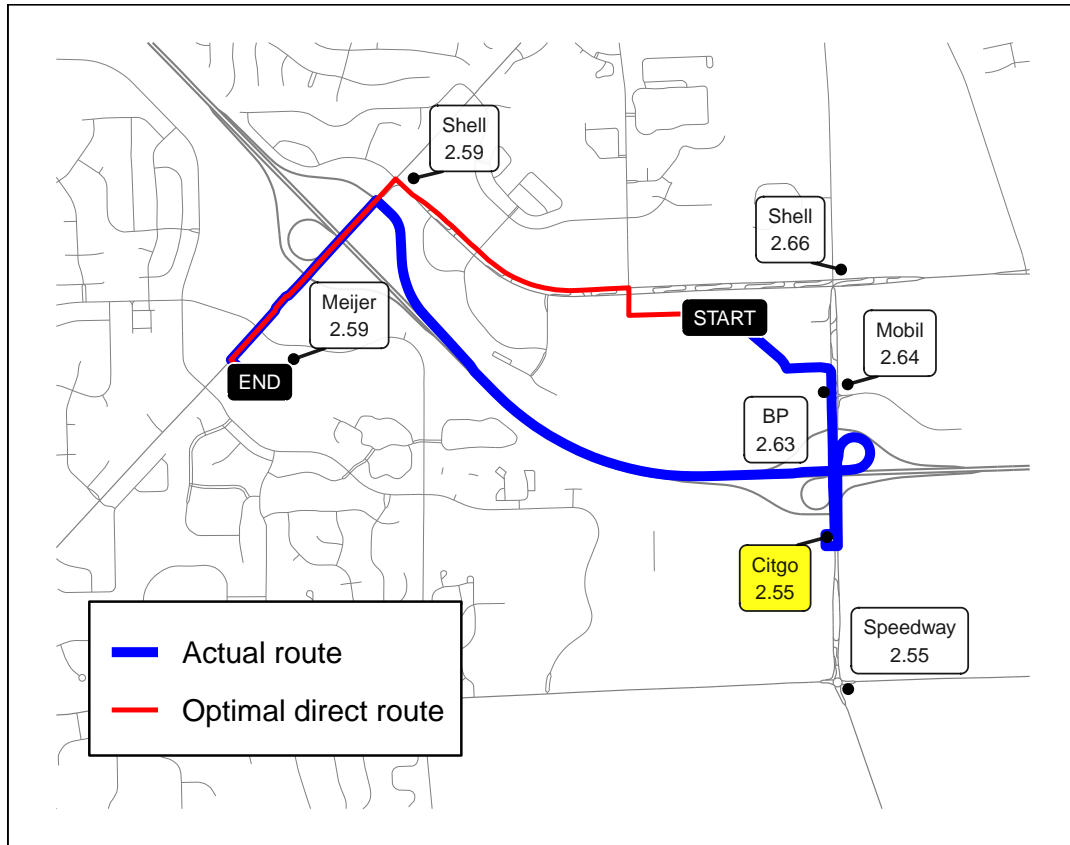 Shell
2.59
Shell
2.66
Meijer
2.59
START
Mobil
2.64
END
BP
2.63
Citgo
2.55
Speedway
2.55
Actual route
Optimal direct route